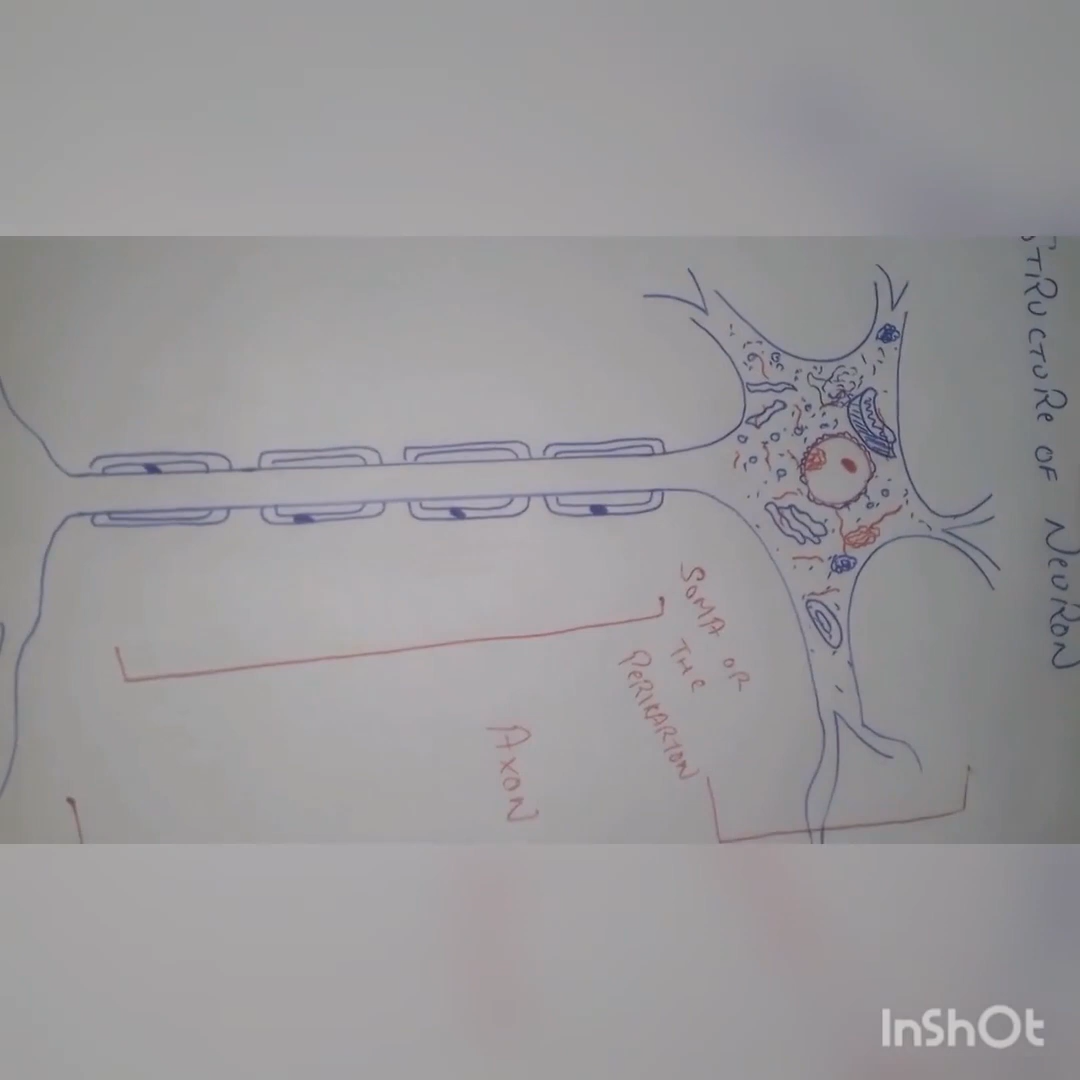 STRUCTURE OF NEURON
SOMA OR
THE
PERIKARYON
AXON
InShOt